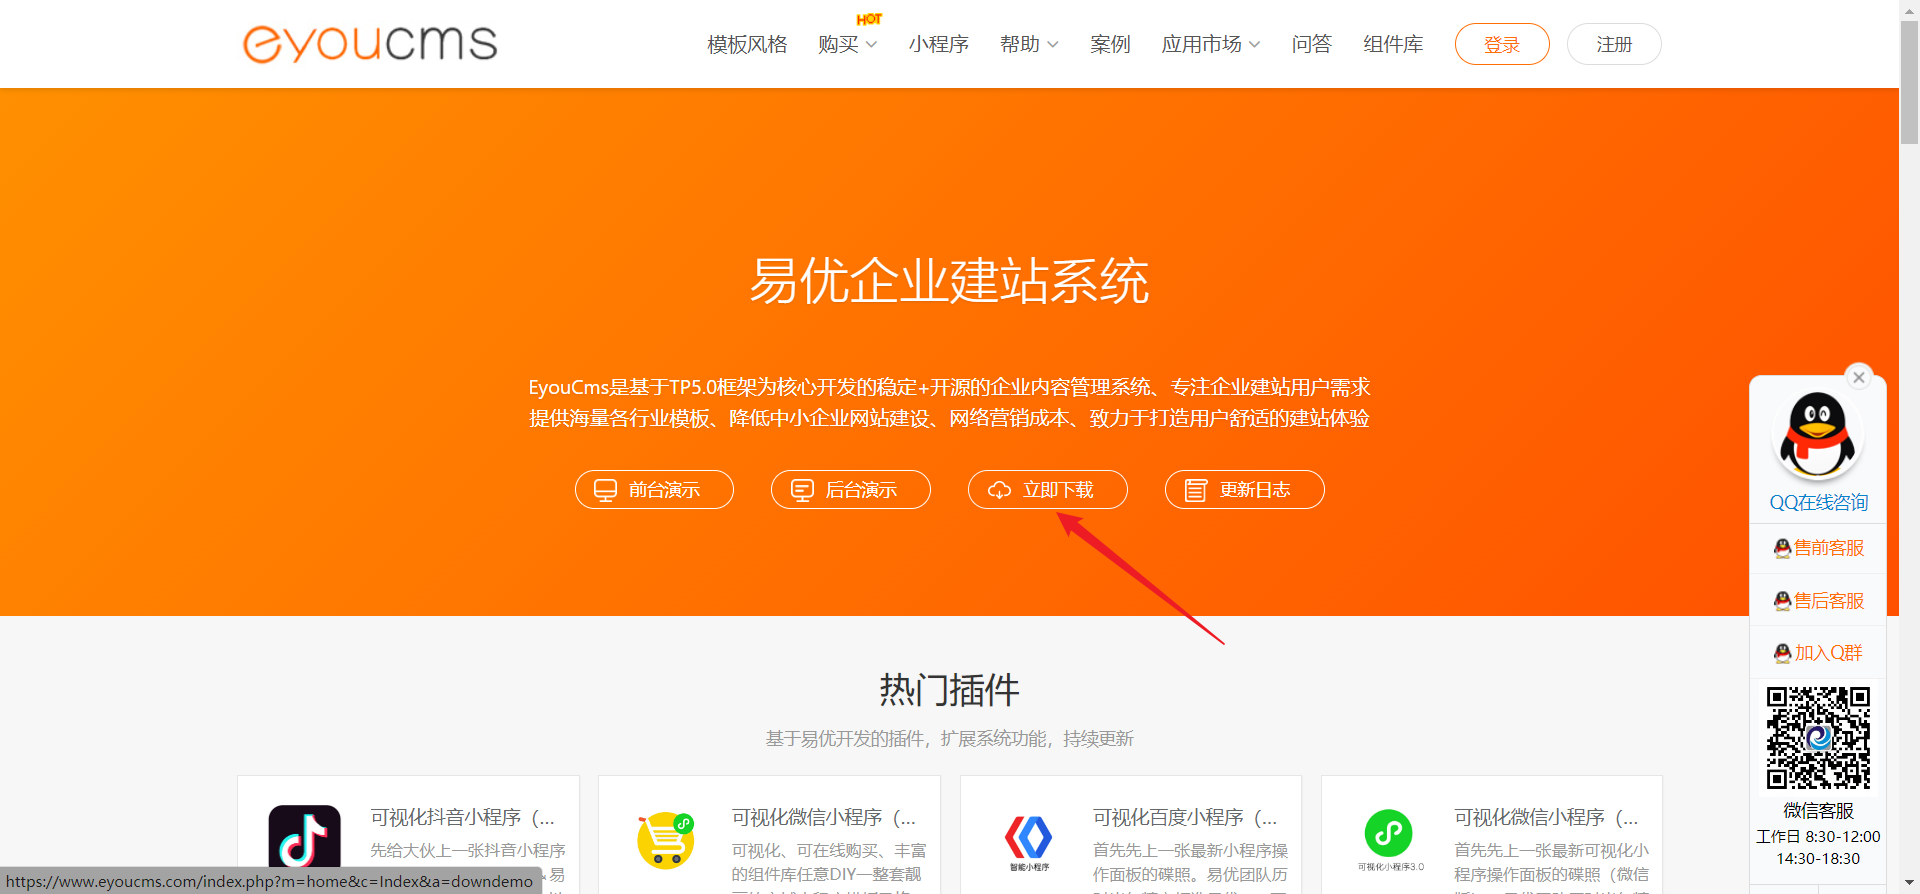 eyoucms
HOT
模板风格 购买 小程序 帮助 案例 应用市场 问答 组件库 登录 注册
易优企业建站系统
EyouCms是基于TP5.0框架为核心开发的稳定+开源的企业内容管理系统、专注企业建站用户需求
提供海量各行业模板、降低中小企业网站建设、网络营销成本、致力于打造用户舒适的建站体验
前台演示 后台演示 立即下载 更新日志
QQ在线咨询
售前客服
售后客服
加入Q群
微信客服
工作日 8:30-12:00
14:30-18:30
热门插件
基于易优开发的插件，扩展系统功能，持续更新
可视化抖音小程序（...
先给大伙上一张抖音小程序
易
可视化微信小程序（...
可视化、可在线购买、丰富
的组件库任意DIY一整套靓
智能小程序
可视化百度小程序（...
首先先上一张最新小程序操
作面板的碟照。易优团队历
可视化小程序3.0
可视化微信小程序（...
首先先上一张最新可视化小
程序操作面板的碟照（微信
https://www.eyoucms.com/index.php?m=home&c=Index&a=downdemo